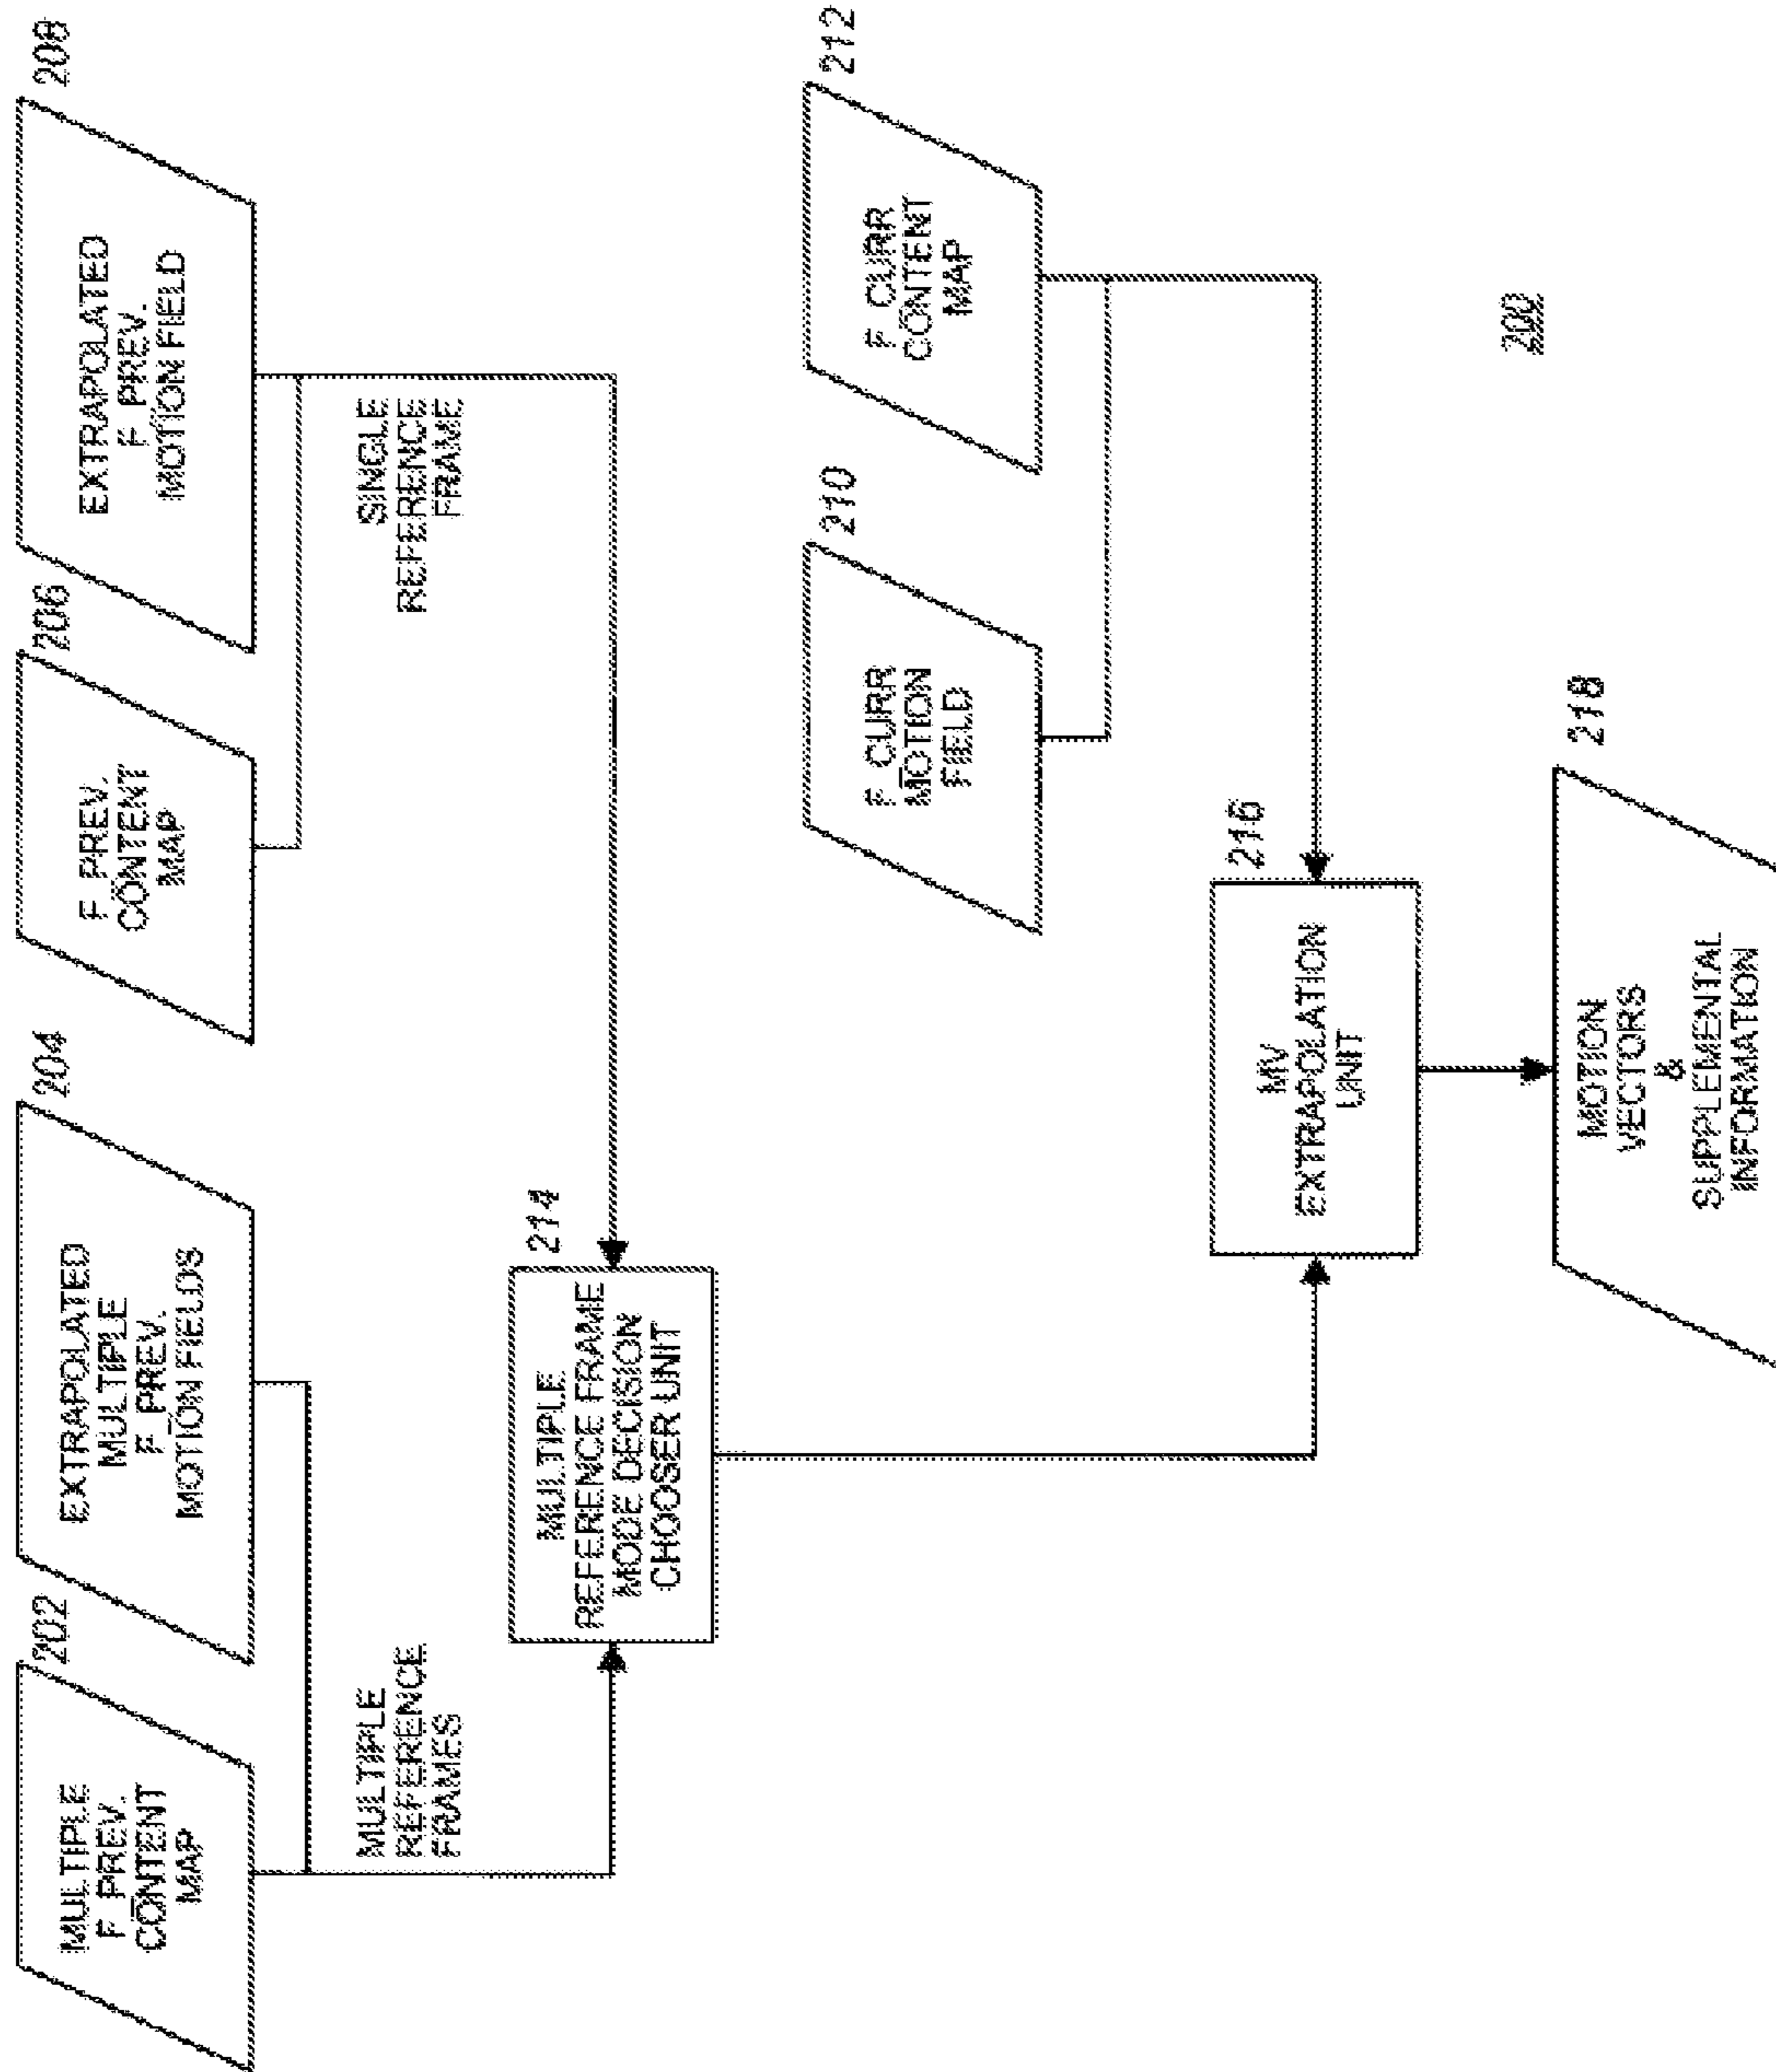 202
MULTIPLE
F_PREV.
CONTENT
MAP
204
EXTRAPOLATED
MULTIPLE
F_PREV.
MOTION FIELDS
206
F_PREV.
CONTENT
MAP
208
EXTRAPOLATED
F_PREV.
MOTION FIELD
MULTIPLE
REFERENCE
FRAMES
SINGLE
REFERENCE
FRAME
214
MULTIPLE
REFERENCE FRAME
MODE DECISION
CHOOSER UNIT
210
F_CURR
MOTION
FIELD
212
F_CURR
CONTENT
MAP
216
MV
EXTRAPOLATION
UNIT
218
MOTION
VECTORS
&
SUPPLEMENTAL
INFORMATION
200